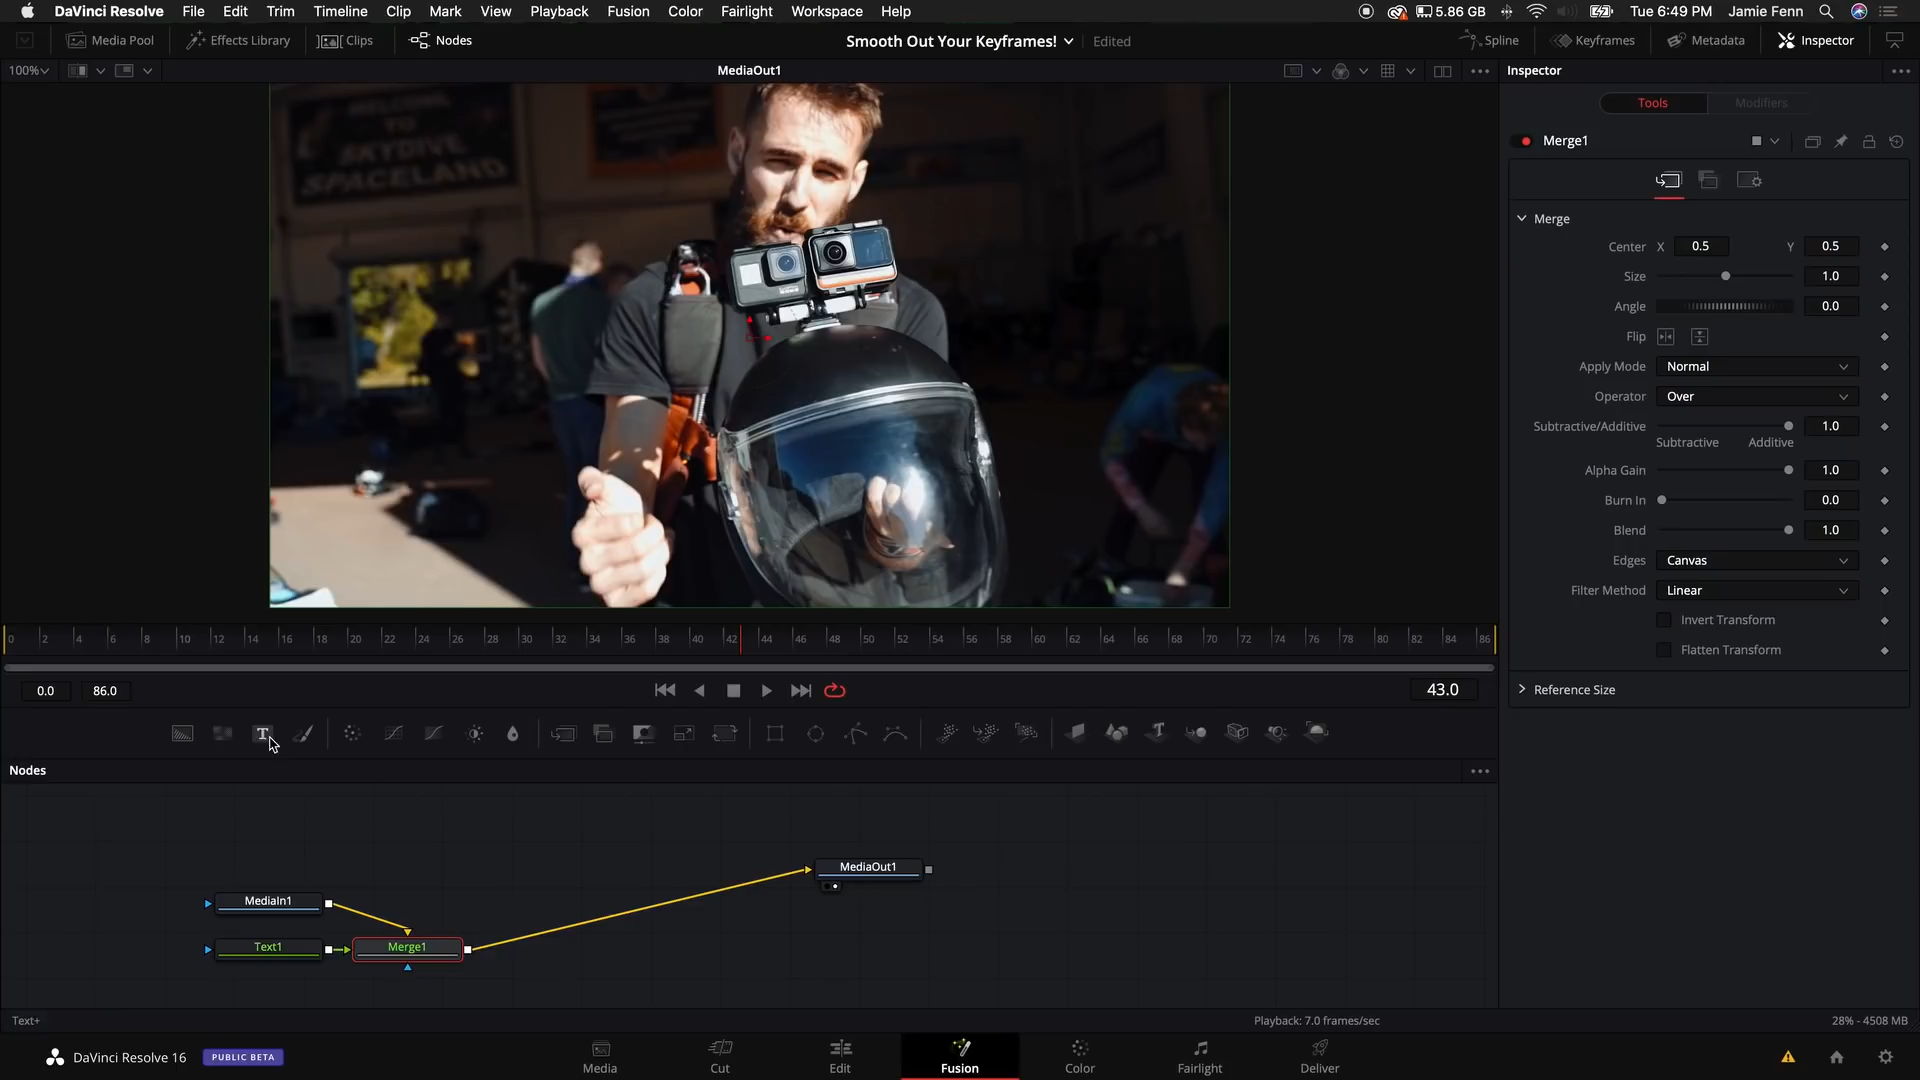 DaVinci Resolve File Edit Trim Timeline Clip Mark View Playback Fusion Color Fairlight Workspace Help 5.86 GB Tue 6:49 PM Jamie Fenn
Media Pool Effects Library Clips Nodes Smooth Out Your Keyframes! Edited Spline Keyframes Metadata Inspector
100% MediaOut1 Inspector
Tools Modifiers
Merge1
Merge
Center X 0.5 Y 0.5
Size 1.0
Angle 0.0
Flip
Apply Mode Normal
Operator Over
Subtractive/Additive 1.0
Subtractive Additive
Alpha Gain 1.0
Burn In 0.0
Blend 1.0
Edges Canvas
Filter Method Linear
Invert Transform
Flatten Transform
Reference Size
WELCOME
TO
SKYDIVE
SPACELAND
0 2 4 6 8 10 12 14 16 18 20 22 24 26 28 30 32 34 36 38 40 42 44 46 48 50 52 54 56 58 60 62 64 66 68 70 72 74 76 78 80 82 84 86
0.0 86.0 43.0
T
Nodes
MediaOut1
MediaIn1
Text1 Merge1
Text+ Playback: 7.0 frames/sec 28% - 4508 MB
DaVinci Resolve 16 PUBLIC BETA Media Cut Edit Fusion Color Fairlight Deliver